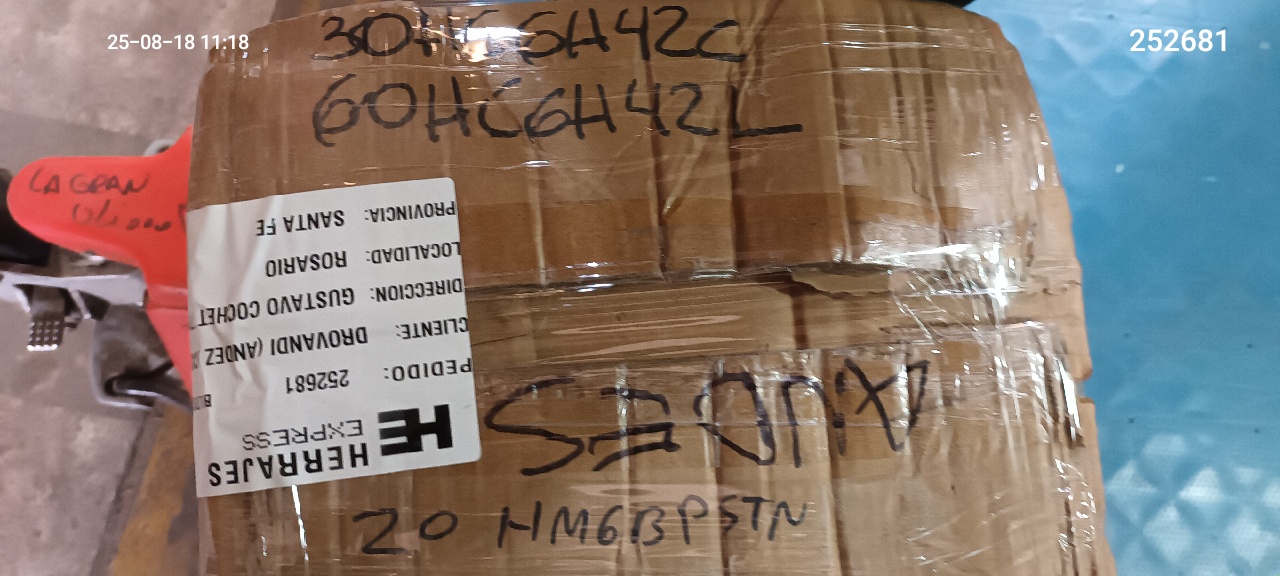 25-08-18 11:18
252681
30HC6H42C
60HC6H42L
LA GRAN
HERRAJES
HE EXPRESS
PEDIDO: 252681
CLIENTE: DROVANDI (ANDEZ
DIRECCION: GUSTAVO COCHET
LOCALIDAD: ROSARIO
PROVINCIA: SANTA FE
ANDES
20 HM6BPSTN